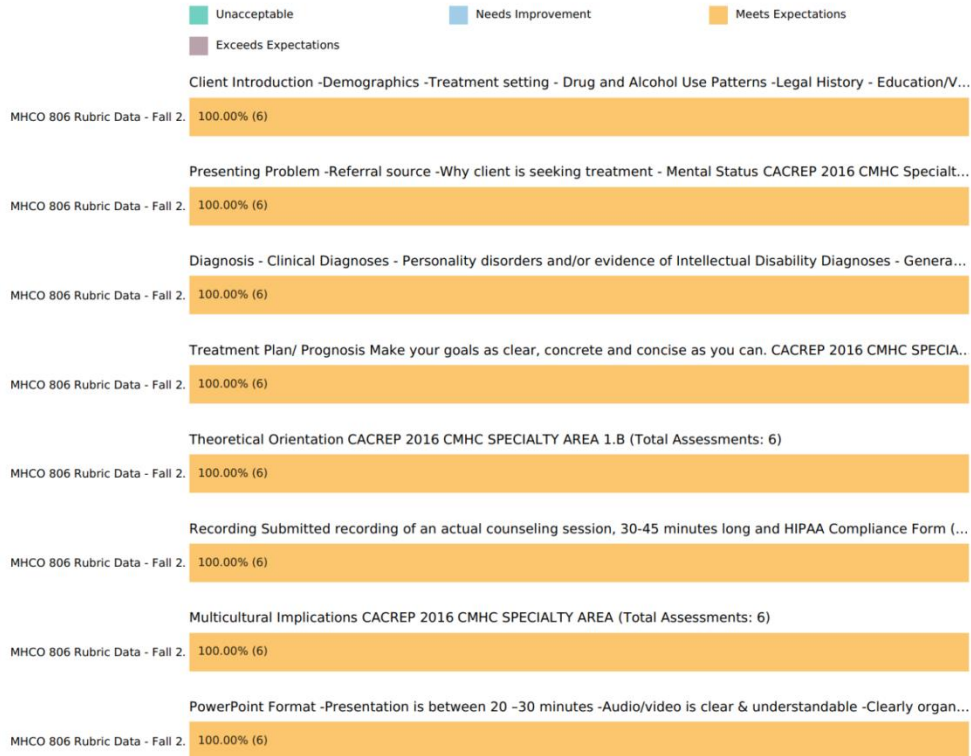 Unacceptable Needs Improvement Meets Expectations
Exceeds Expectations
Client Introduction -Demographics -Treatment setting - Drug and Alcohol Use Patterns -Legal History - Education/V...
MHCO 806 Rubric Data - Fall 2. 100.00% (6)
Presenting Problem -Referral source -Why client is seeking treatment - Mental Status CACREP 2016 CMHC Specialt...
MHCO 806 Rubric Data - Fall 2. 100.00% (6)
Diagnosis - Clinical Diagnoses - Personality disorders and/or evidence of Intellectual Disability Diagnoses - Genera...
MHCO 806 Rubric Data - Fall 2. 100.00% (6)
Treatment Plan/ Prognosis Make your goals as clear, concrete and concise as you can. CACREP 2016 CMHC SPECIA...
MHCO 806 Rubric Data - Fall 2. 100.00% (6)
Theoretical Orientation CACREP 2016 CMHC SPECIALTY AREA 1.B (Total Assessments: 6)
MHCO 806 Rubric Data - Fall 2. 100.00% (6)
Recording Submitted recording of an actual counseling session, 30-45 minutes long and HIPAA Compliance Form (...
MHCO 806 Rubric Data - Fall 2. 100.00% (6)
Multicultural Implications CACREP 2016 CMHC SPECIALTY AREA (Total Assessments: 6)
MHCO 806 Rubric Data - Fall 2. 100.00% (6)
PowerPoint Format -Presentation is between 20 –30 minutes -Audio/video is clear & understandable -Clearly organ...
MHCO 806 Rubric Data - Fall 2. 100.00% (6)